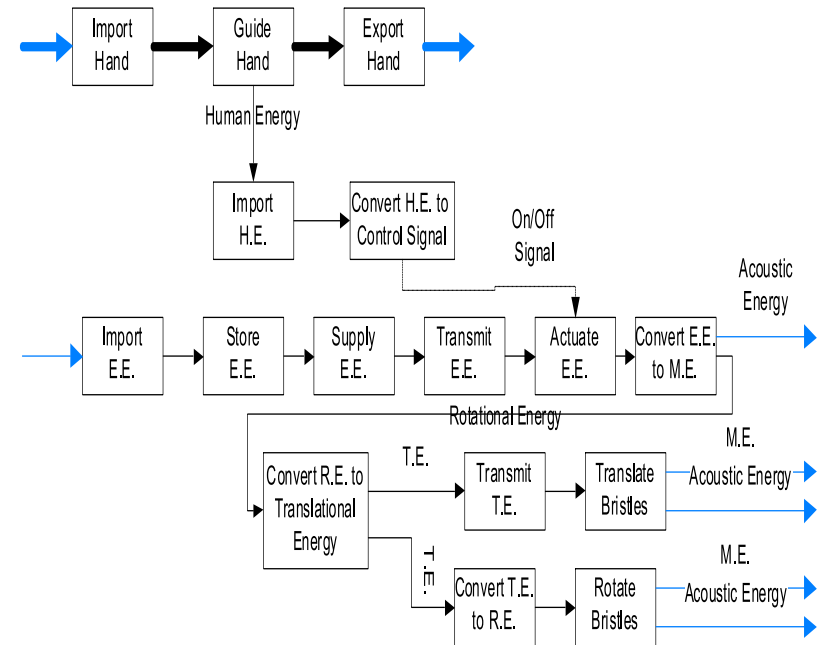 Import
Hand
Guide
Hand
Export
Hand
Human Energy
Import
H.E.
Convert H.E. to
Control Signal
On/Off
Signal
Acoustic
Energy
Import
E.E.
Store
E.E.
Supply
E.E.
Transmit
E.E.
Actuate
E.E.
Convert E.E.
to M.E.
Rotational Energy
Convert R.E. to
Translational
Energy
T.E.
Transmit
T.E.
Translate
Bristles
M.E.
Acoustic Energy
T.E.
Convert T.E.
to R.E.
Rotate
Bristles
M.E.
Acoustic Energy